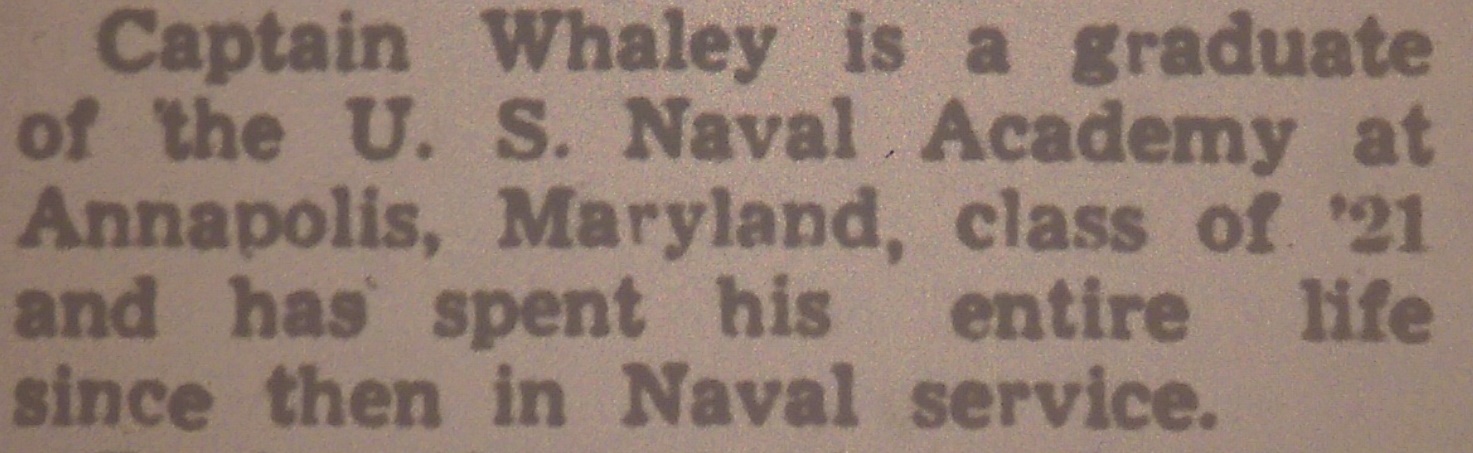 Captain Whaley is a graduate
of the U. S. Naval Academy at
Annapolis, Maryland, class of '21
and has spent his entire life
since then in Naval service.